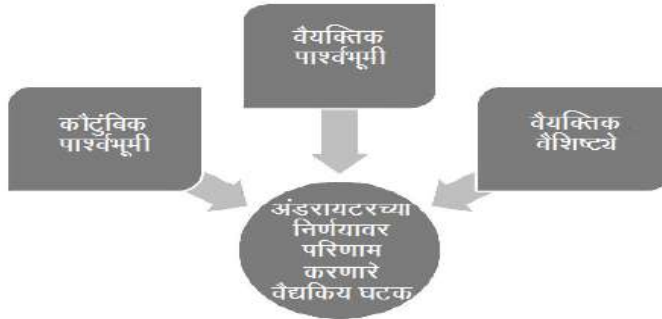 वैयक्तिक
पार्श्वभूमी
कौटुंबिक
पार्श्वभूमी
वैयक्तिक
वैशिष्ट्ये
अंडरायटरच्या
निर्णयावर
परिणाम
करणारे
वैद्यकिय घटक